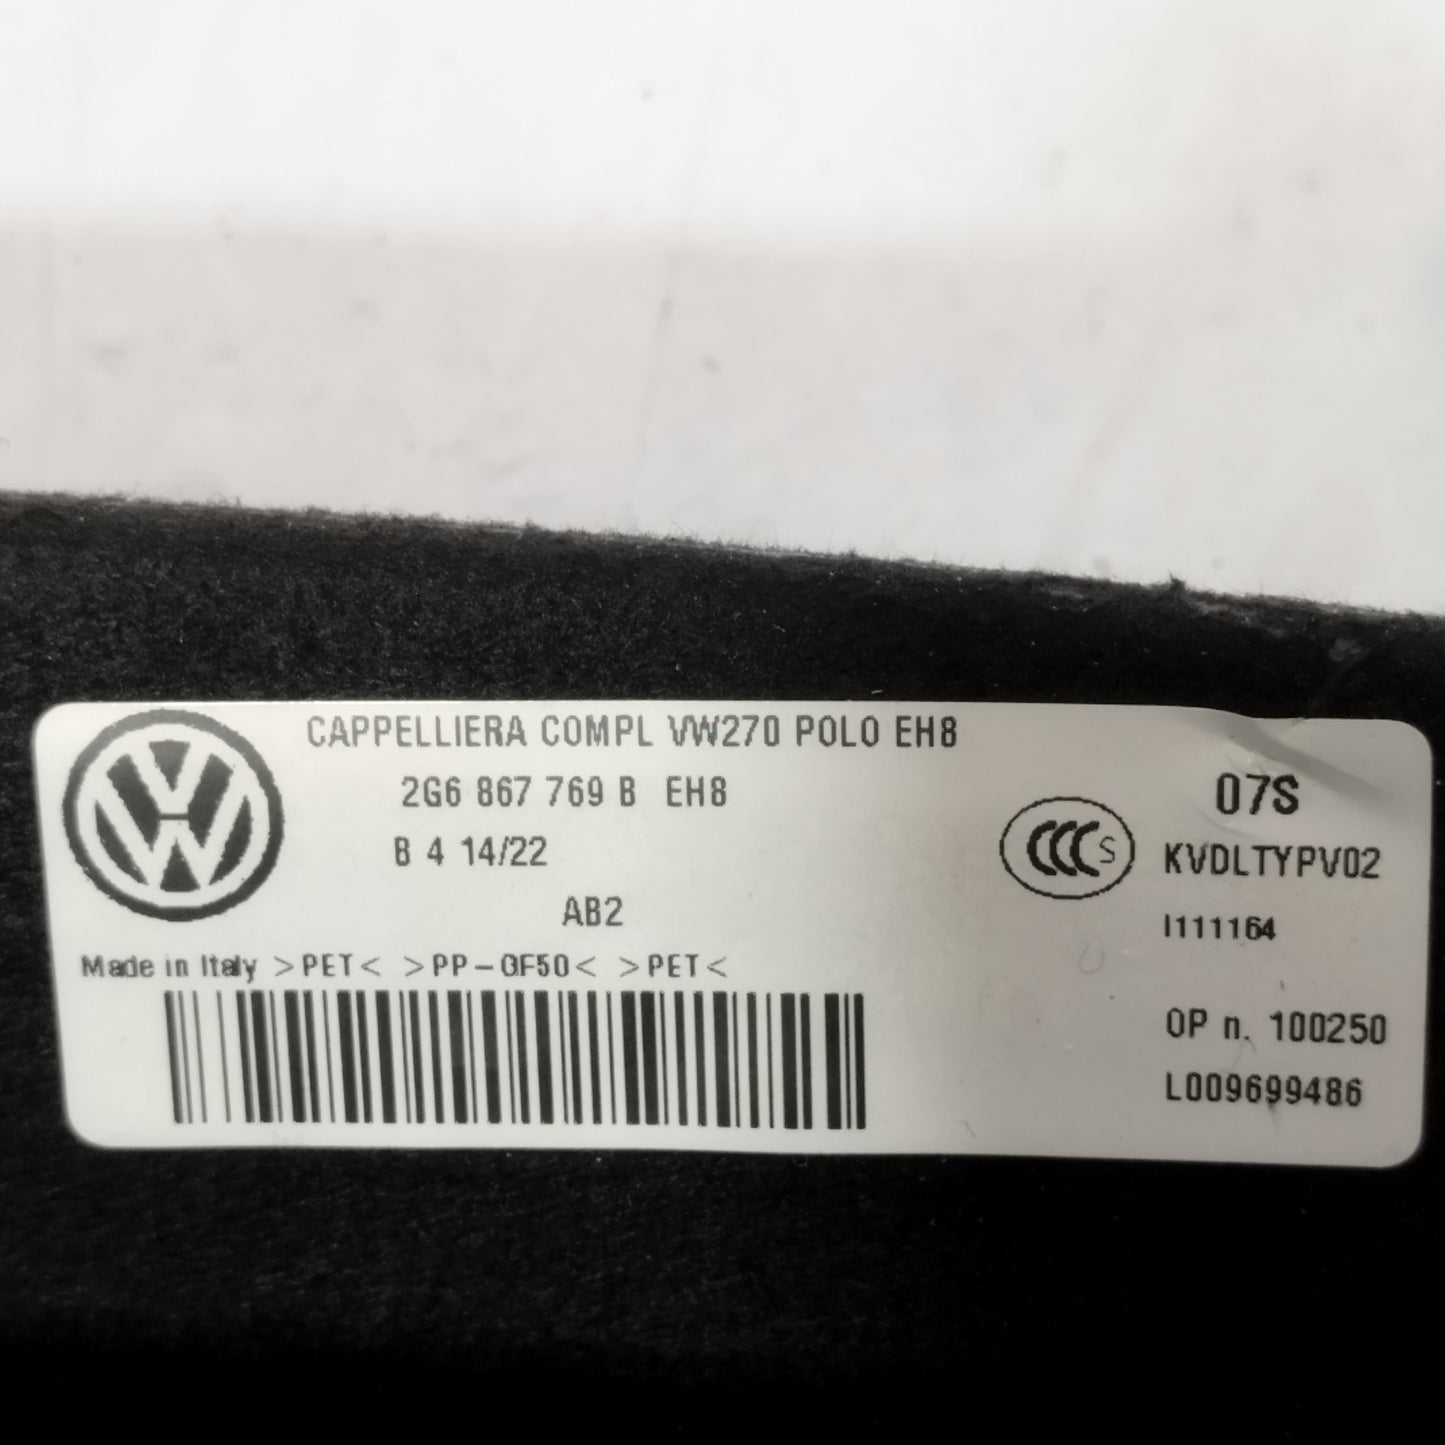 CAPPELLIERA COMPL VW270 POLO EH8
2G6 867 769 B EH8
B 4 14/22
AB2
Made in Italy >PET< >PP-GF50< >PET<
CCC S
07S
KVDLTYPV02
I111164
OP n. 100250
L009699486